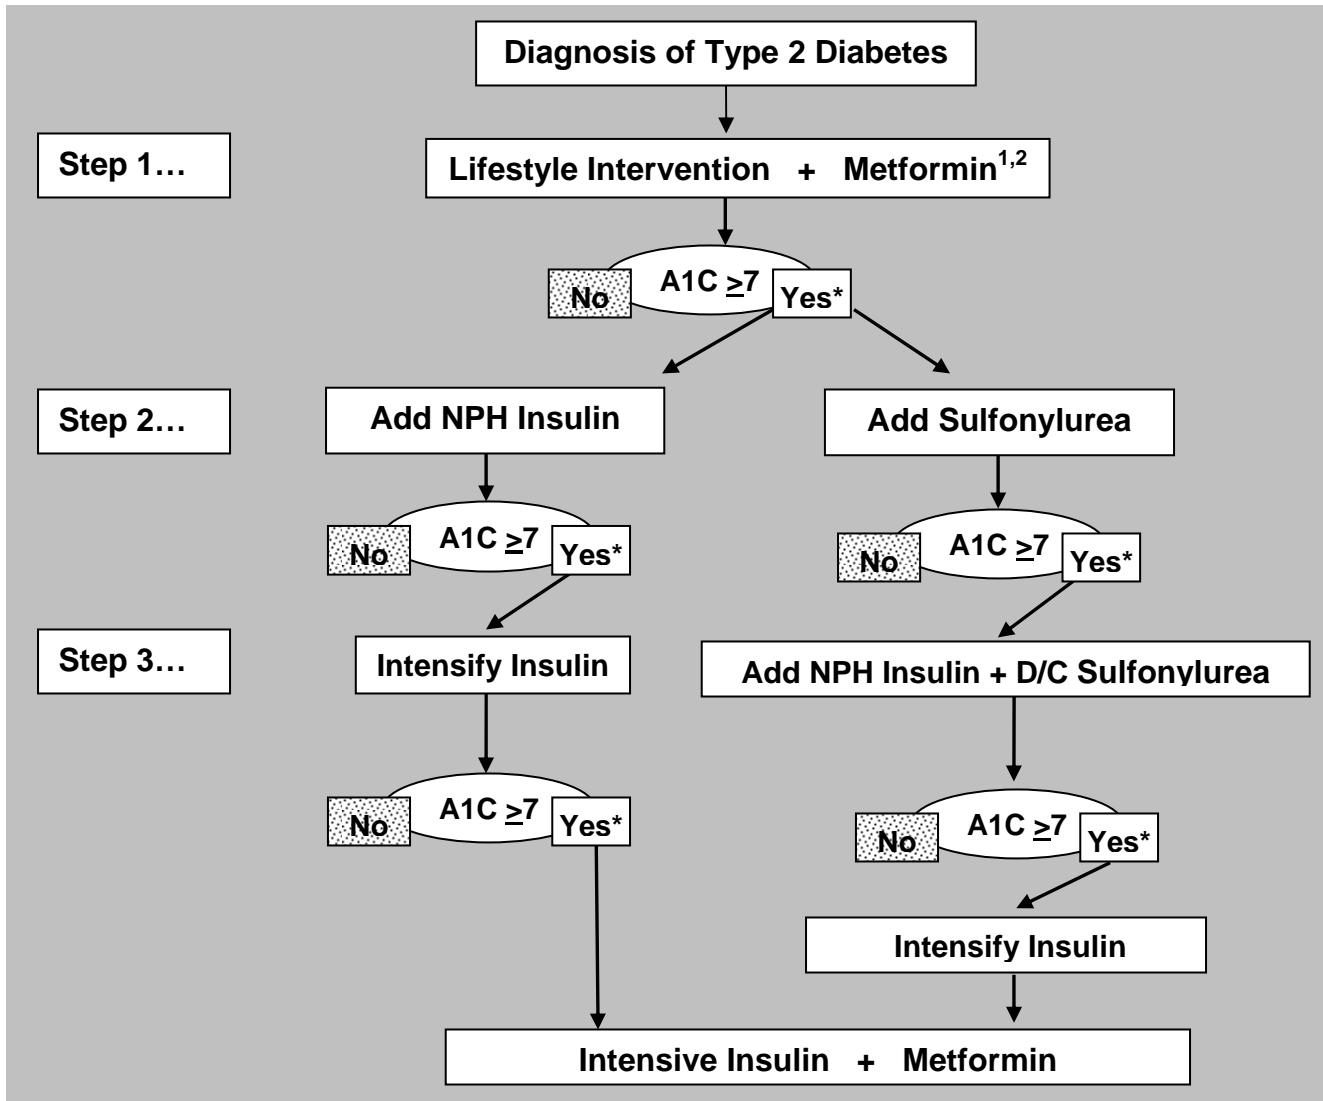 Diagnosis of Type 2 Diabetes
Step 1…
Lifestyle Intervention + Metformin1,2
A1C ≥7
No
Yes*
Step 2…
Add NPH Insulin
Add Sulfonylurea
A1C ≥7
No
Yes*
A1C ≥7
No
Yes*
Step 3…
Intensify Insulin
Add NPH Insulin + D/C Sulfonylurea
A1C ≥7
No
Yes*
A1C ≥7
No
Yes*
Intensify Insulin
Intensive Insulin + Metformin